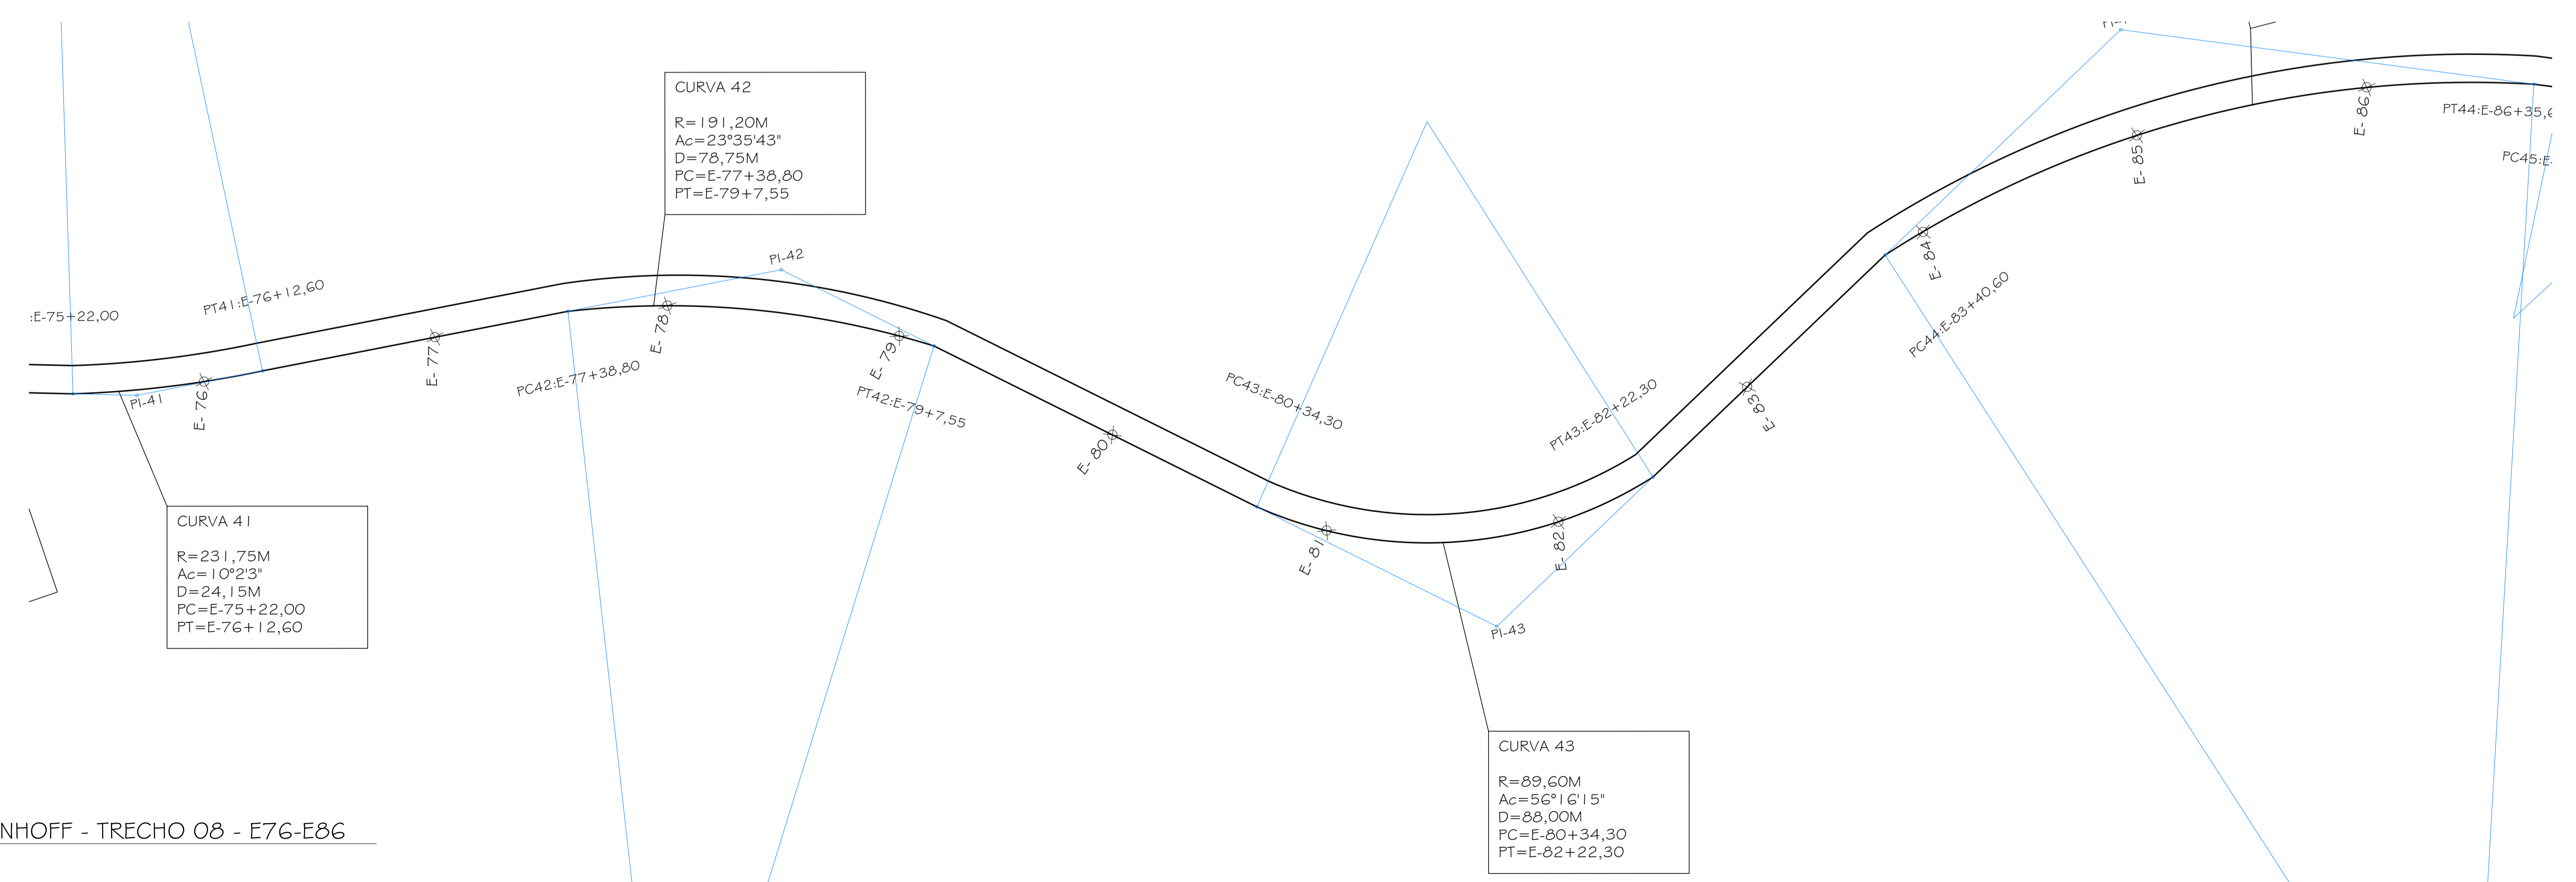 CURVA 42
R=191,20M
Ac=23°35'43"
D=78,75M
PC=E-77+38,80
PT=E-79+7,55
PI-42
:E-75+22,00
PT41:E-76+12,60
PI-41
E-76
E-77
PC42:E-77+38,80
E-78
E-79
PT42:E-79+7,55
E-80
PC43:E-80+34,30
E-81
PT43:E-82+22,30
E-82
PI-43
E-83
PC44:E-83+40,60
E-84
E-85
E-86
PT44:E-86+35,6
PC45:E-
CURVA 41
R=231,75M
Ac=10°2'3"
D=24,15M
PC=E-75+22,00
PT=E-76+12,60
CURVA 43
R=89,60M
Ac=56°16'15"
D=88,00M
PC=E-80+34,30
PT=E-82+22,30
NHOFF - TRECHO 08 - E76-E86